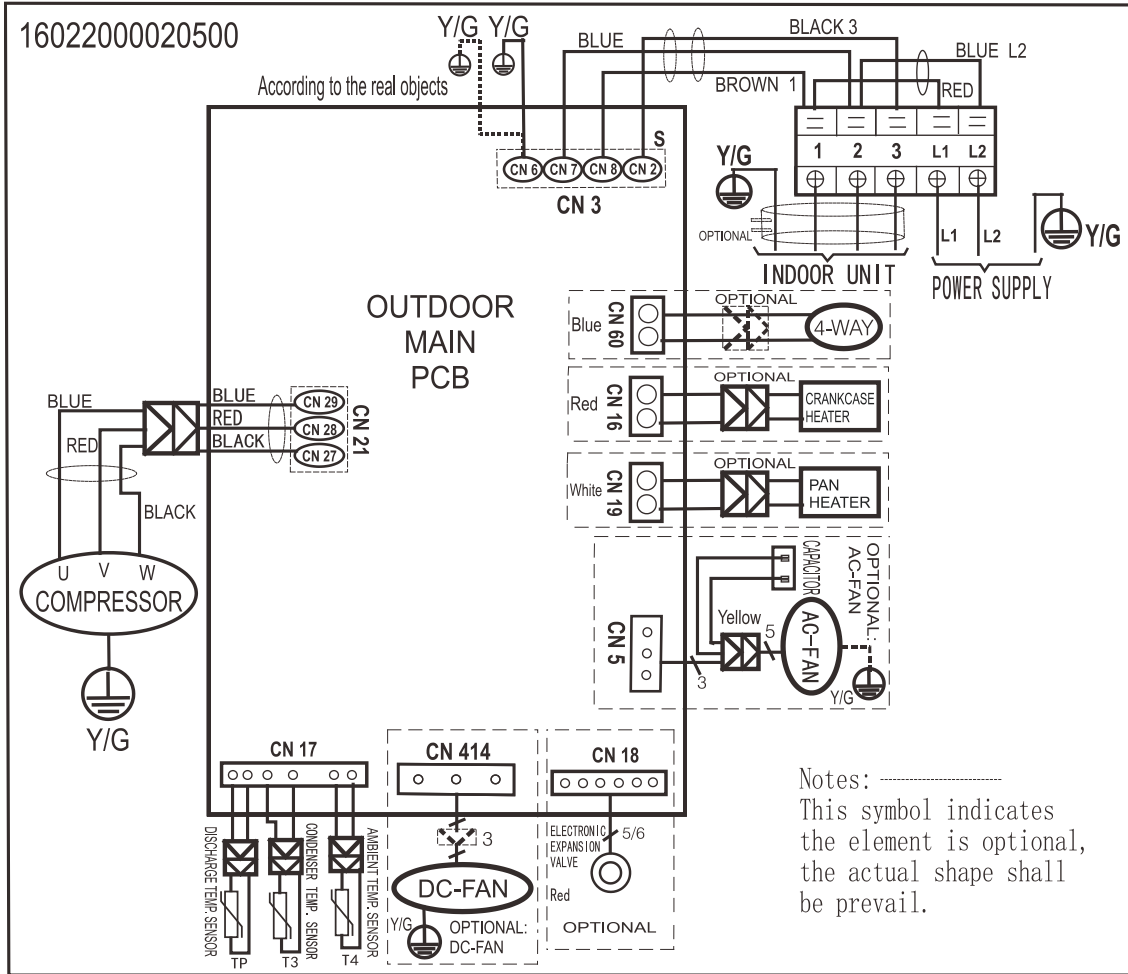 16022000020500
Y/G Y/G
According to the real objects
BLUE
BLACK 3
BLUE L2
BROWN 1
RED
S
CN 6 CN 7 CN 8 CN 2
CN 3
1 2 3 L1 L2
Y/G
OPTIONAL
L1 L2
Y/G
INDOOR UNIT
POWER SUPPLY
OUTDOOR
MAIN
PCB
Blue
CN 60
OPTIONAL
4-WAY
Red
CN 16
OPTIONAL
CRANKCASE
HEATER
White
CN 19
OPTIONAL
PAN
HEATER
BLUE
RED
BLACK
CN 29
CN 28
CN 27
CN 21
BLUE
RED
BLACK
U V W
COMPRESSOR
Y/G
CN 5
3
Yellow
5
CAPACITOR
AC-FAN
OPTIONAL:
AC-FAN
Y/G
CN 17
DISCHARGE TEMP. SENSOR
CONDENSER TEMP. SENSOR
AMBIENT TEMP. SENSOR
TP T3 T4
CN 414
3
DC-FAN
Y/G
OPTIONAL:
DC-FAN
CN 18
ELECTRONIC
EXPANSION
VALVE
5/6
Red
OPTIONAL
Notes:
This symbol indicates
the element is optional,
the actual shape shall
be prevail.